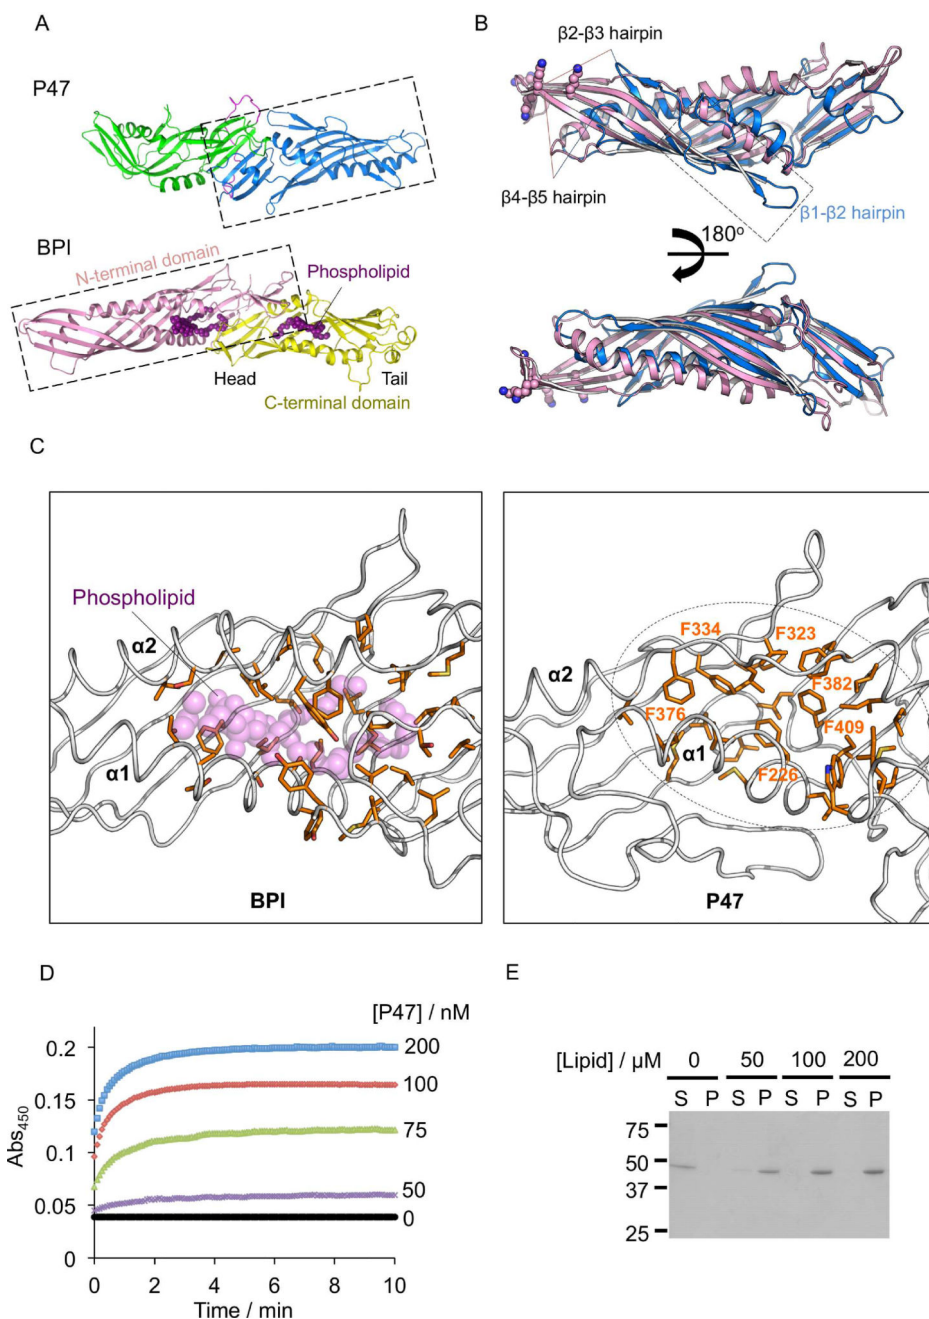 A
P47
BPI
N-terminal domain
Phospholipid
Head
Tail
C-terminal domain
B
β2-β3 hairpin
β4-β5 hairpin
β1-β2 hairpin
180º
C
Phospholipid
α2
α1
BPI
F334
F323
α2
F382
F376
F409
α1
F226
P47
D
[P47] / nM
0.2
200
0.15
100
Abs450
0.1
75
0.05
50
0
0
0 2 4 6 8 10
Time / min
E
[Lipid] / μM 0 50 100 200
S P S P S P S P
75
50
37
25